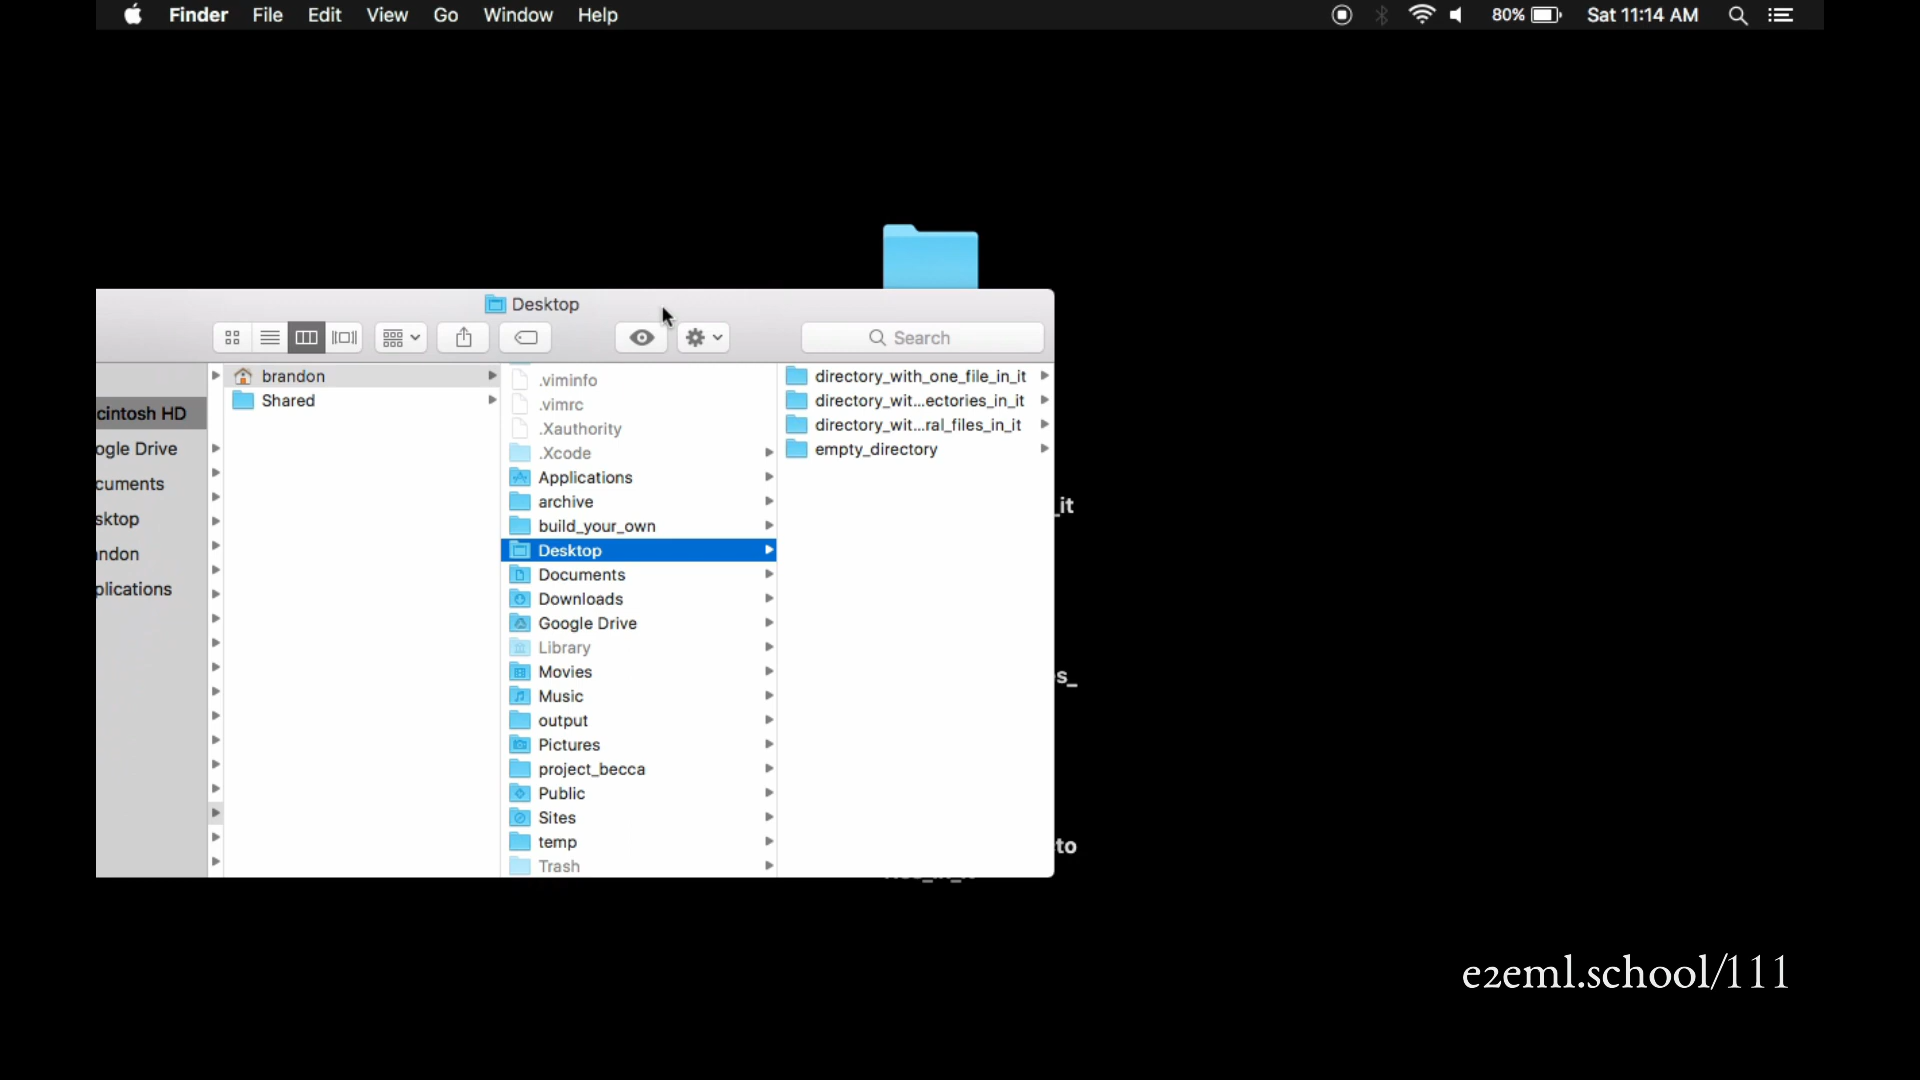 Finder File Edit View Go Window Help 80% Sat 11:14 AM
Desktop
Search
brandon
Shared
cintosh HD
ogle Drive
cuments
sktop
ndon
plications
.viminfo
.vimrc
.Xauthority
.Xcode
Applications
archive
build_your_own
Desktop
Documents
Downloads
Google Drive
Library
Movies
Music
output
Pictures
project_becca
Public
Sites
temp
Trash
directory_with_one_file_in_it
directory_wit...ectories_in_it
directory_wit...ral_files_in_it
empty_directory
_it
s_
to
e2eml.school/111